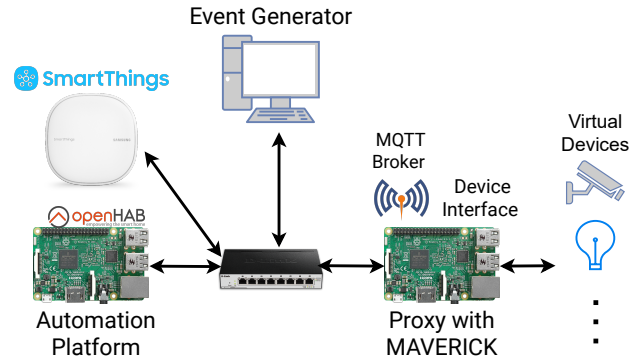 Event Generator
SmartThings
MQTT
Broker
Virtual
Devices
Device
Interface
openHAB
empowering the smart home
Automation
Platform
Proxy with
MAVERICK